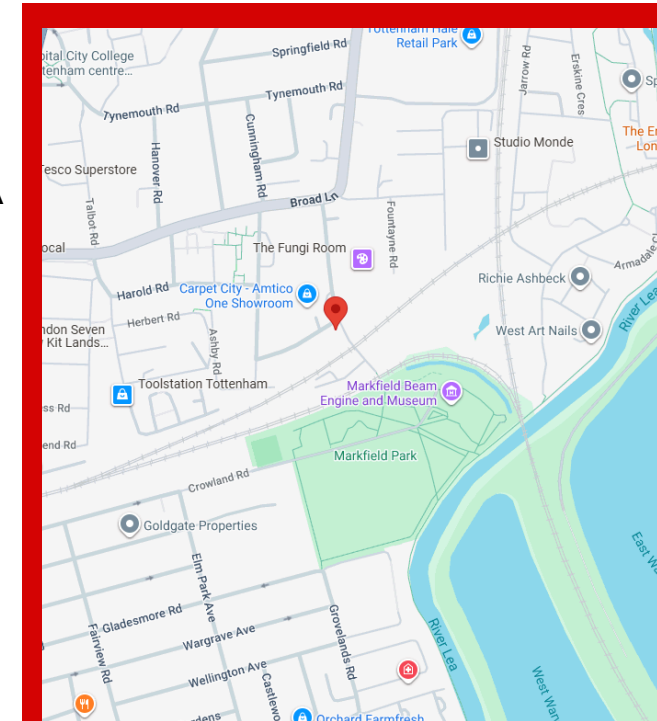 Tottenham Hale
Retail Park
Springfield Rd
pital City College
tenham centre...
Tynemouth Rd
Tynemouth Rd
Jarrow Rd
Erskine Cres
Sp
Hanover Rd
Cunningham Rd
The En
Lon
Studio Monde
Tesco Superstore
A
Talbot Rd
Broad Ln
Fountayne Rd
ocal
The Fungi Room
Armadale C
Richie Ashbeck
Harold Rd
Carpet City - Amtico
One Showroom
River Lea
Herbert Rd
ndon Seven
Kit Lands...
Ashby Rd
West Art Nails
Toolstation Tottenham
Markfield Beam
Engine and Museum
ss Rd
end Rd
Markfield Park
Crowland Rd
Goldgate Properties
East Wa
Elm Park Ave
Gladesmore Rd
Grovelands Rd
Fairview Rd
Wargrave Ave
River Lea
Wellington Ave
Castlewo
West Wan
rdens
Orchard Farmfresh